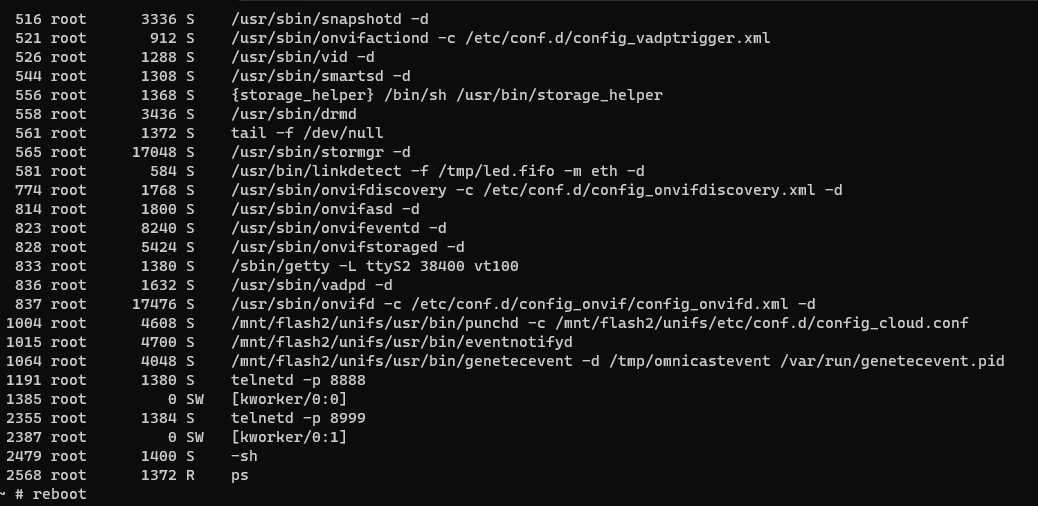 516 root 3336 S /usr/sbin/snapshotd -d
521 root 912 S /usr/sbin/onvifactiond -c /etc/conf.d/config_vadptrigger.xml
526 root 1288 S /usr/sbin/vid -d
544 root 1308 S /usr/sbin/smartsd -d
556 root 1368 S {storage_helper} /bin/sh /usr/bin/storage_helper
558 root 3436 S /usr/sbin/drmd
561 root 1372 S tail -f /dev/null
565 root 17048 S /usr/sbin/stormgr -d
581 root 584 S /usr/bin/linkdetect -f /tmp/led.fifo -m eth -d
774 root 1768 S /usr/sbin/onvifdiscovery -c /etc/conf.d/config_onvifdiscovery.xml -d
814 root 1800 S /usr/sbin/onvifasd -d
823 root 8240 S /usr/sbin/onvifeventd -d
828 root 5424 S /usr/sbin/onvifstoraged -d
833 root 1380 S /sbin/getty -L ttyS2 38400 vt100
836 root 1632 S /usr/sbin/vadpd -d
837 root 17476 S /usr/sbin/onvifd -c /etc/conf.d/config_onvif/config_onvifd.xml -d
1004 root 4608 S /mnt/flash2/unifs/usr/bin/punchd -c /mnt/flash2/unifs/etc/conf.d/config_cloud.conf
1015 root 4700 S /mnt/flash2/unifs/usr/bin/eventnotifyd
1064 root 4048 S /mnt/flash2/unifs/usr/bin/genetecevent -d /tmp/omnicastevent /var/run/genetecevent.pid
1191 root 1380 S telnetd -p 8888
1385 root 0 SW [kworker/0:0]
2355 root 1384 S telnetd -p 8999
2387 root 0 SW [kworker/0:1]
2479 root 1400 S -sh
2568 root 1372 R ps
~ # reboot